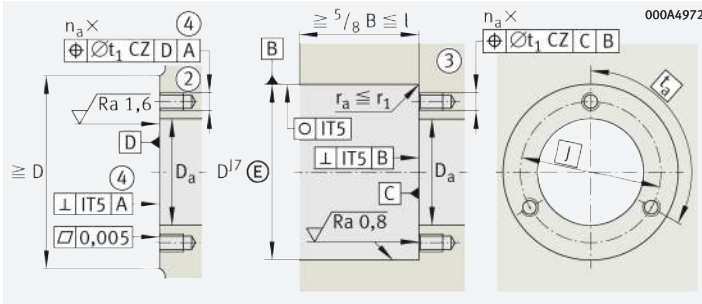 000A4972
nₐ ×
④
⌖ ∅t₁ CZ D A
②
Ra 1,6
D
≧ D
Dₐ
④
⊥ IT5 A
⏥ 0,005
≧ ⁵/₈ B ≦ l
B
③
rₐ ≦ r₁
○ IT5
⊥ IT5 B
Dᴶ⁷ Ⓔ
C
Dₐ
Ra 0,8
nₐ ×
⌖ ∅t₁ CZ C B
tₐ
J